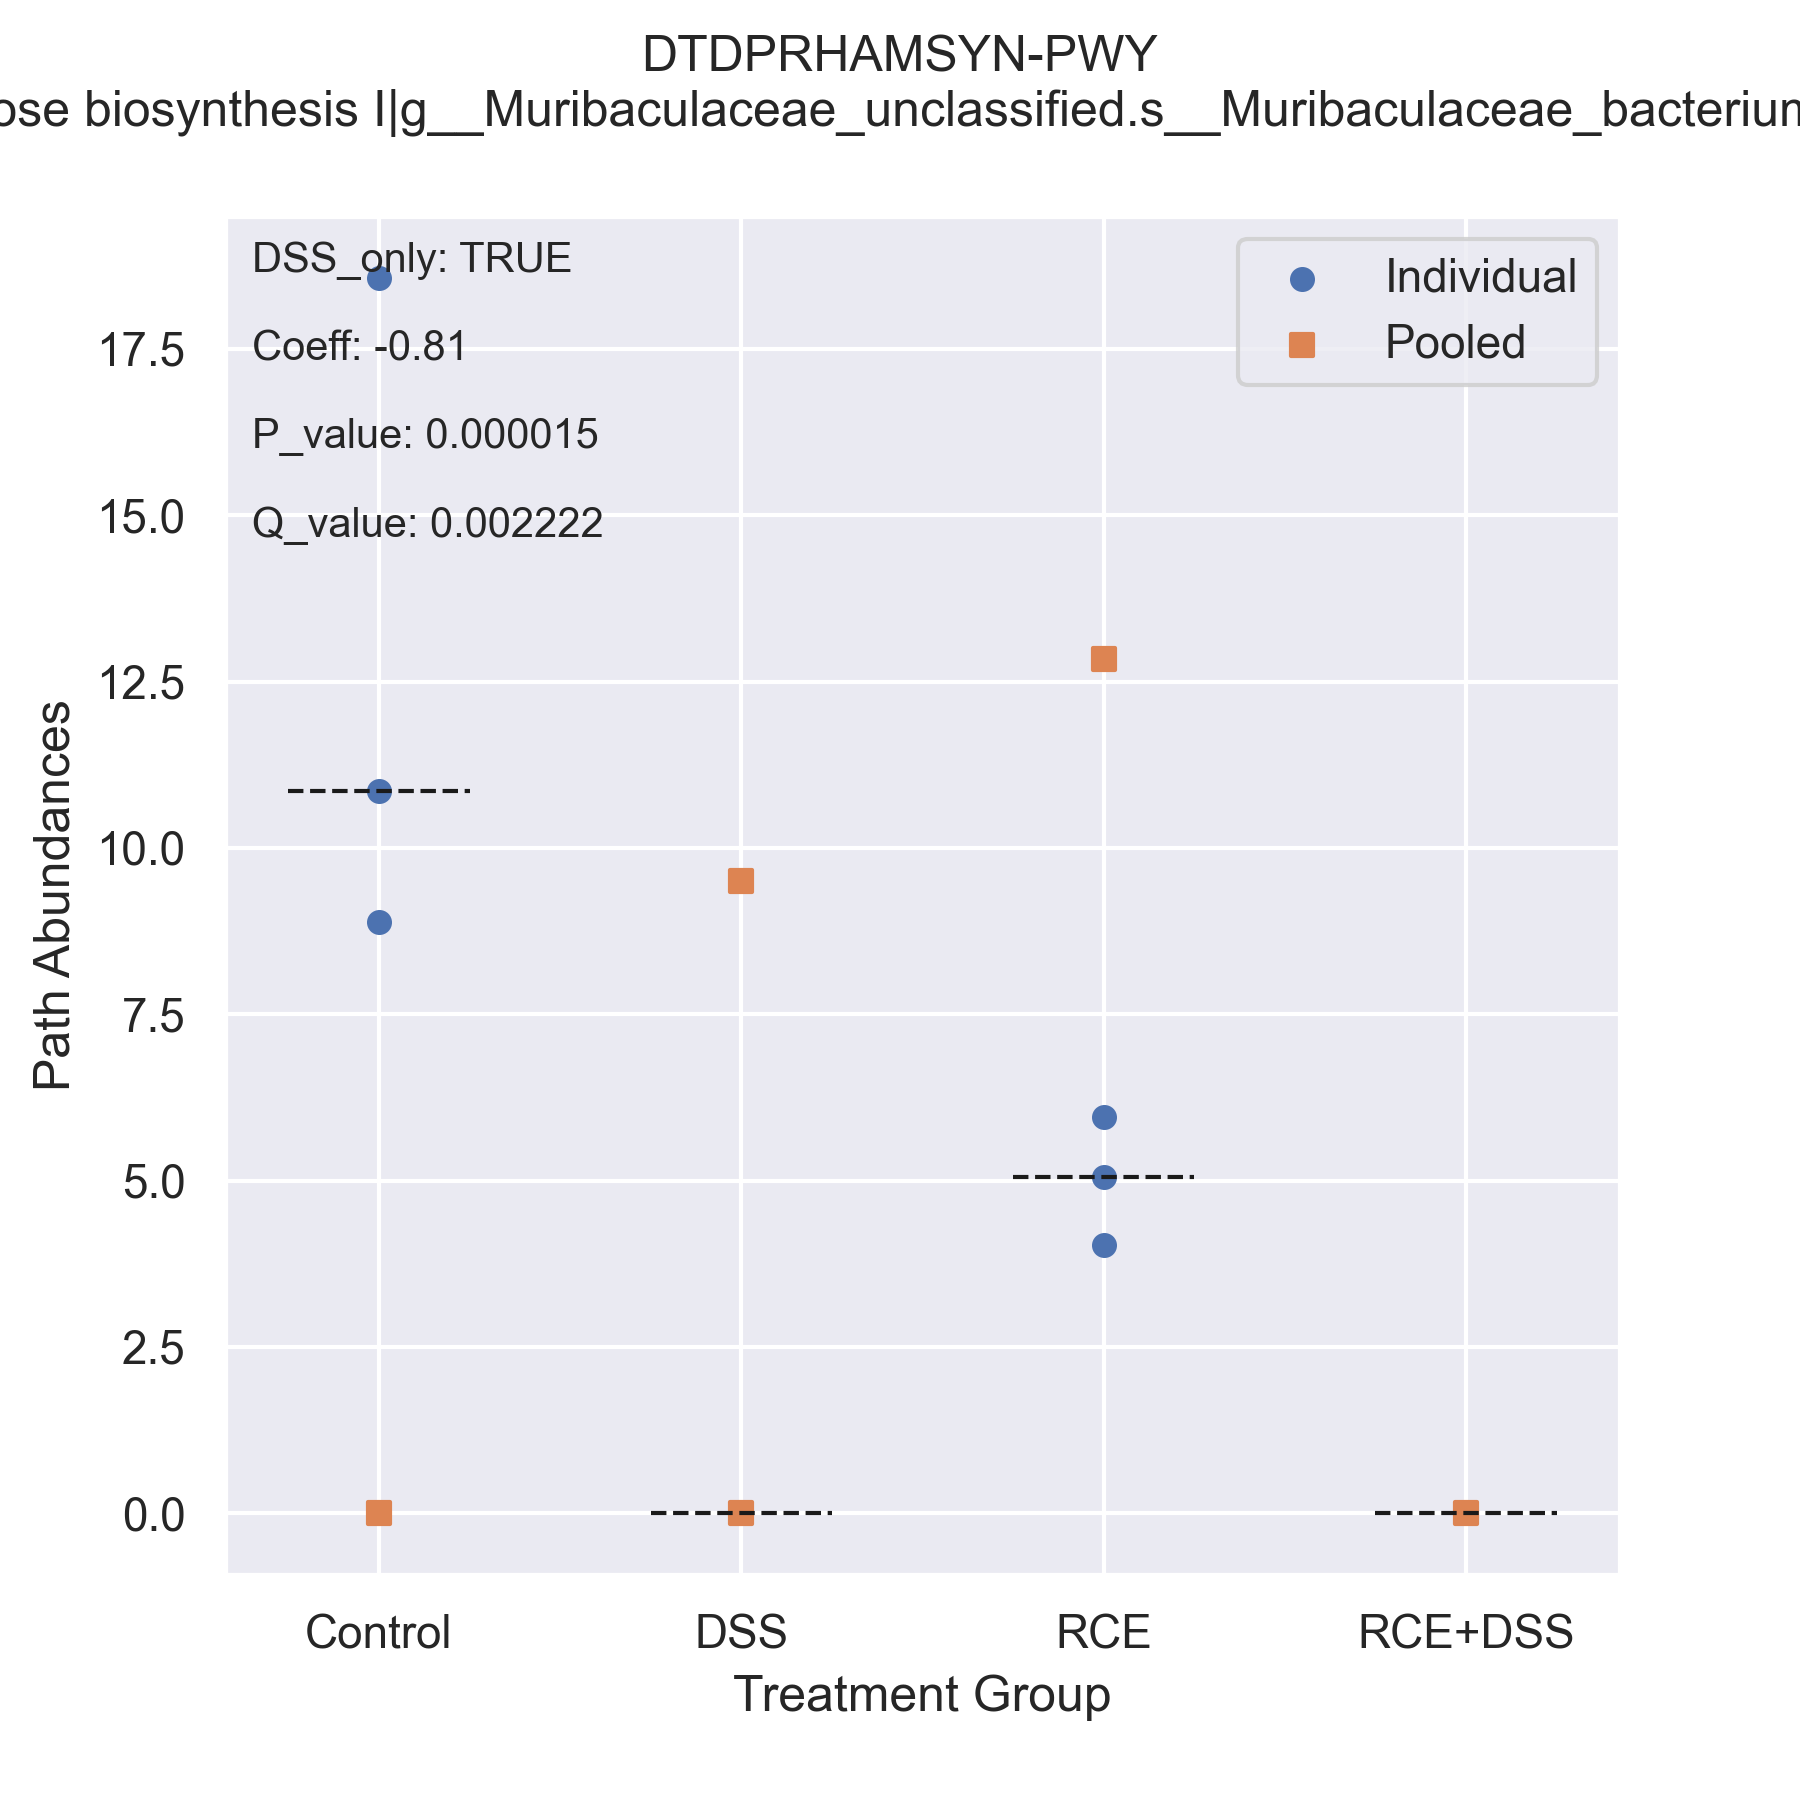 DTDPRHAMSYN-PWY
ose biosynthesis I|g__Muribaculaceae_unclassified.s__Muribaculaceae_bacterium
DSS_only: TRUE
Coeff: -0.81
P_value: 0.000015
Q_value: 0.002222
Individual
Pooled
Path Abundances
17.5
15.0
12.5
10.0
7.5
5.0
2.5
0.0
Control
DSS
RCE
RCE+DSS
Treatment Group